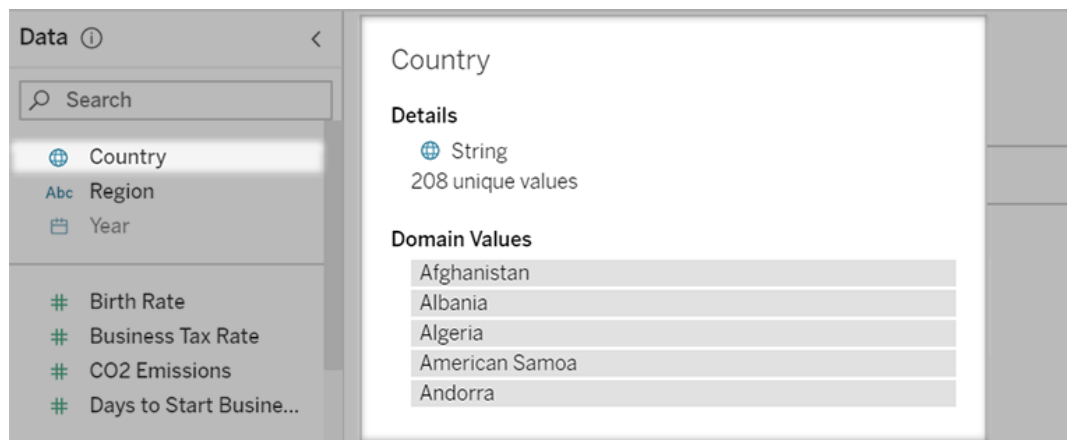 Data
Search
Country
Abc Region
Year
Birth Rate
Business Tax Rate
CO2 Emissions
Days to Start Busine...
Country
Details
String
208 unique values
Domain Values
Afghanistan
Albania
Algeria
American Samoa
Andorra